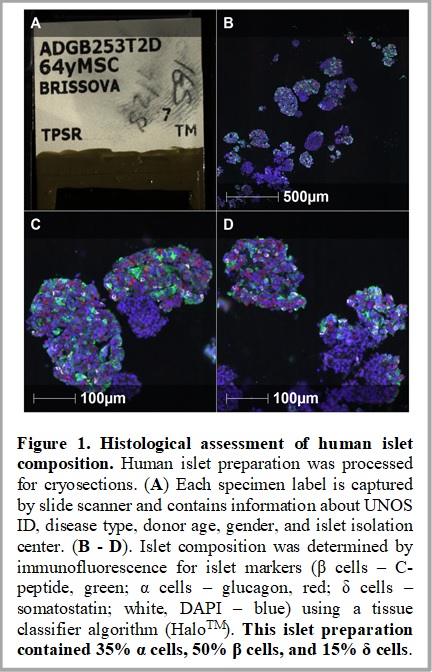 A
ADGB253T2D
64yMSC
BRISSOVA
7
TPSR
TM
B
500µm
C
100µm
D
100µm
Figure 1. Histological assessment of human islet
composition. Human islet preparation was processed
for cryosections. (A) Each specimen label is captured
by slide scanner and contains information about UNOS
ID, disease type, donor age, gender, and islet isolation
center. (B - D). Islet composition was determined by
immunofluorescence for islet markers (β cells – C-
peptide, green; α cells – glucagon, red; δ cells –
somatostatin; white, DAPI – blue) using a tissue
classifier algorithm (Halo™). This islet preparation
contained 35% α cells, 50% β cells, and 15% δ cells.